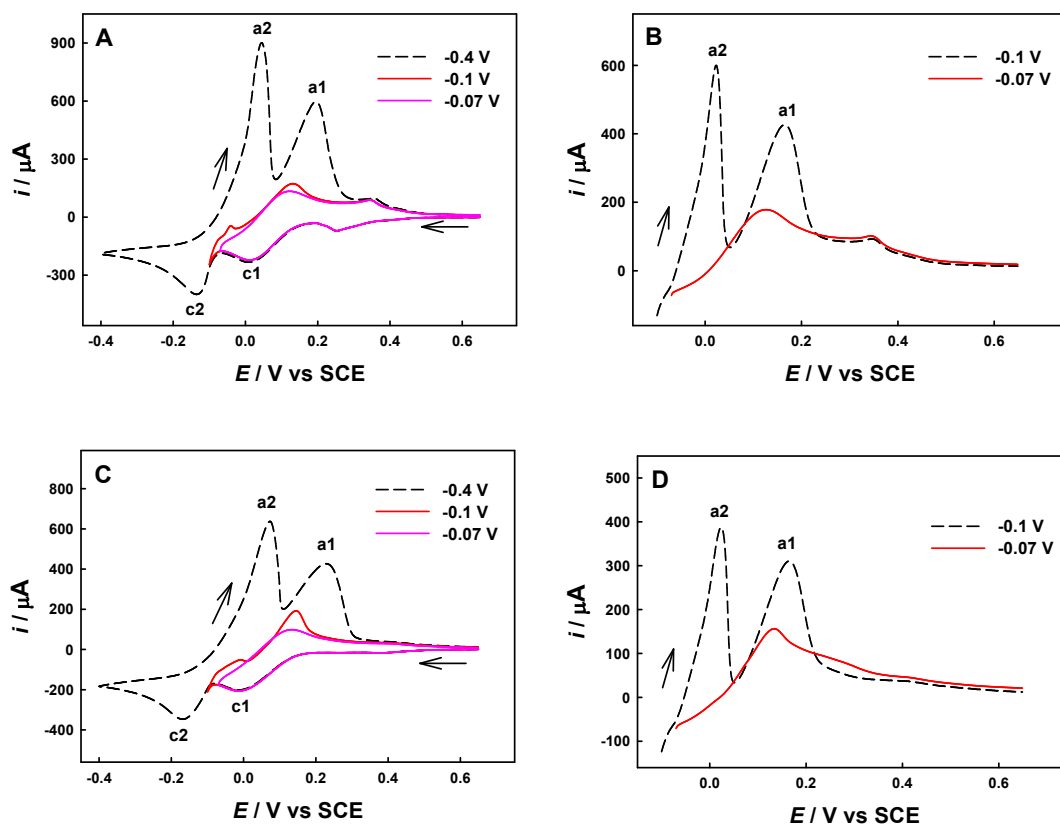 A
a2
a1
c1
c2
-0.4 V
-0.1 V
-0.07 V
900
600
300
0
-300
-0.4 -0.2 0.0 0.2 0.4 0.6
i / µA
E / V vs SCE
B
a2
a1
-0.1 V
-0.07 V
600
400
200
0
0.0 0.2 0.4 0.6
i / µA
E / V vs SCE
C
a2
a1
c1
c2
-0.4 V
-0.1 V
-0.07 V
800
600
400
200
0
-200
-400
-0.4 -0.2 0.0 0.2 0.4 0.6
i / µA
E / V vs SCE
D
a2
a1
-0.1 V
-0.07 V
500
400
300
200
100
0
-100
0.0 0.2 0.4 0.6
i / µA
E / V vs SCE